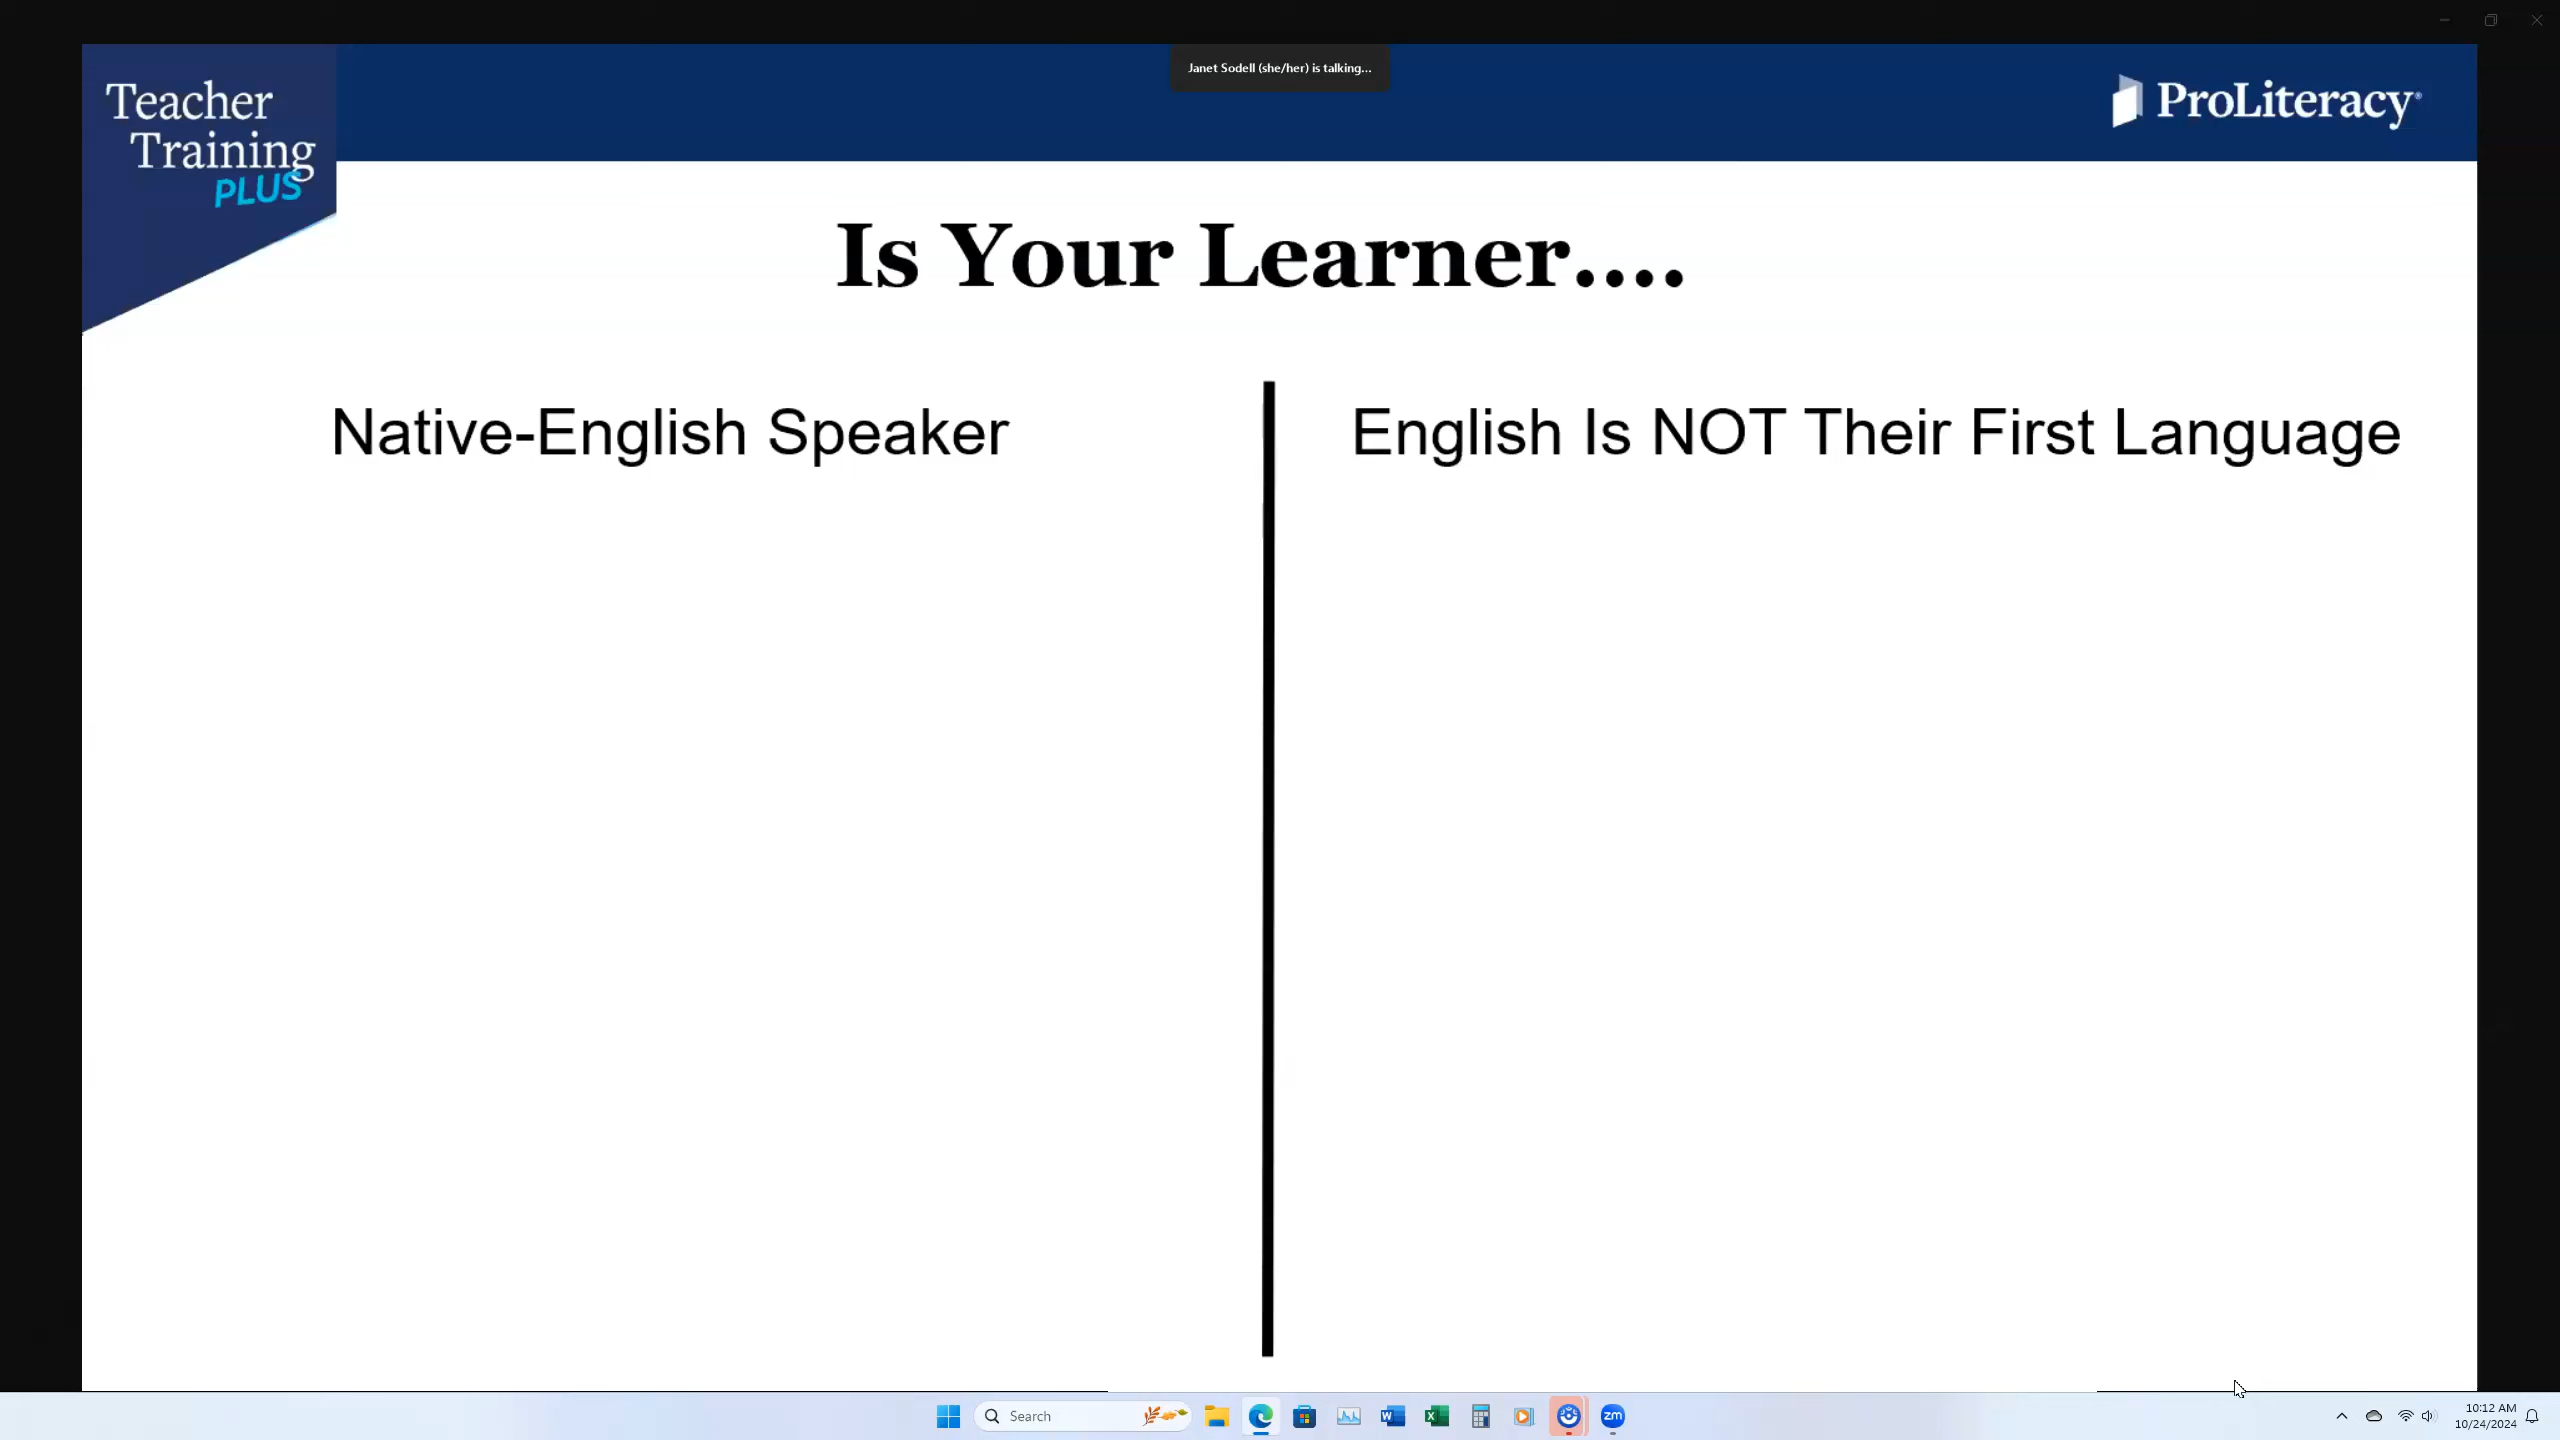 Janet Sodell (she/her) is talking...
Teacher
Training
PLUS
ProLiteracy®
Is Your Learner....
Native-English Speaker
English Is NOT Their First Language
Search
zm
10:12 AM
10/24/2024